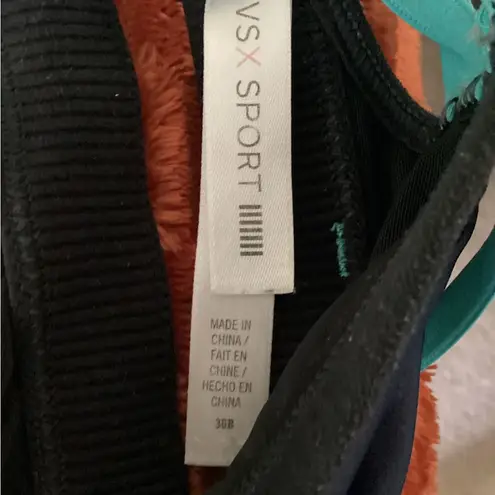 VSX SPORT
MADE IN
CHINA/
FAIT EN
CHINE/
HECHO EN
CHINA
36B